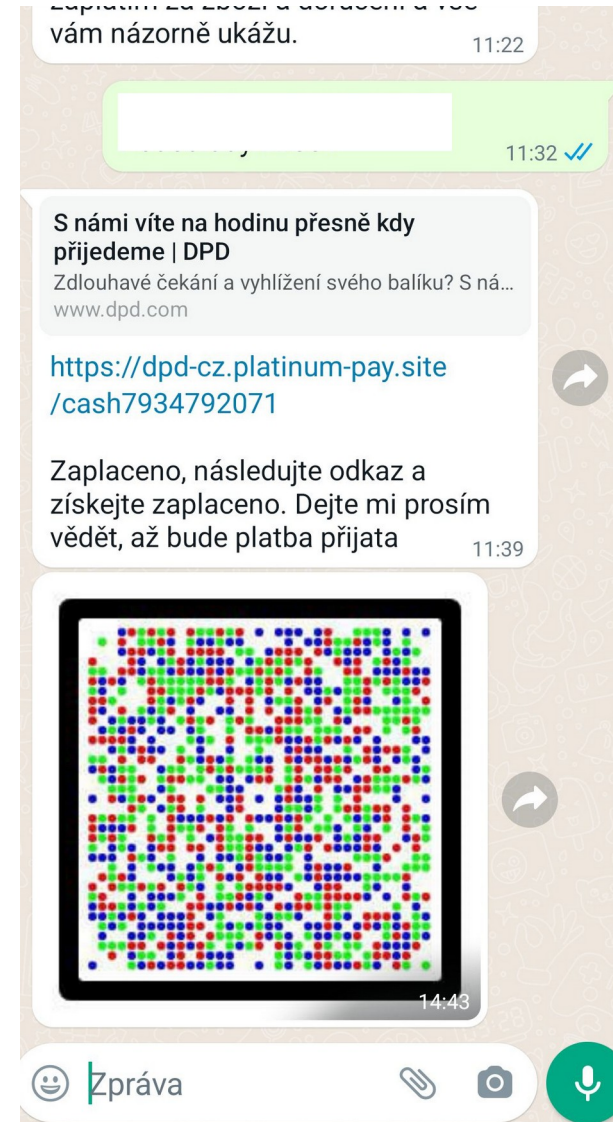 vám názorně ukážu.
11:22
11:32
S námi víte na hodinu přesně kdy
přijedeme | DPD
Zdlouhavé čekání a vyhlížení svého balíku? S ná...
www.dpd.com
https://dpd-cz.platinum-pay.site
/cash7934792071
Zaplaceno, následujte odkaz a
získejte zaplaceno. Dejte mi prosím
vědět, až bude platba přijata
11:39
14:43
Zpráva